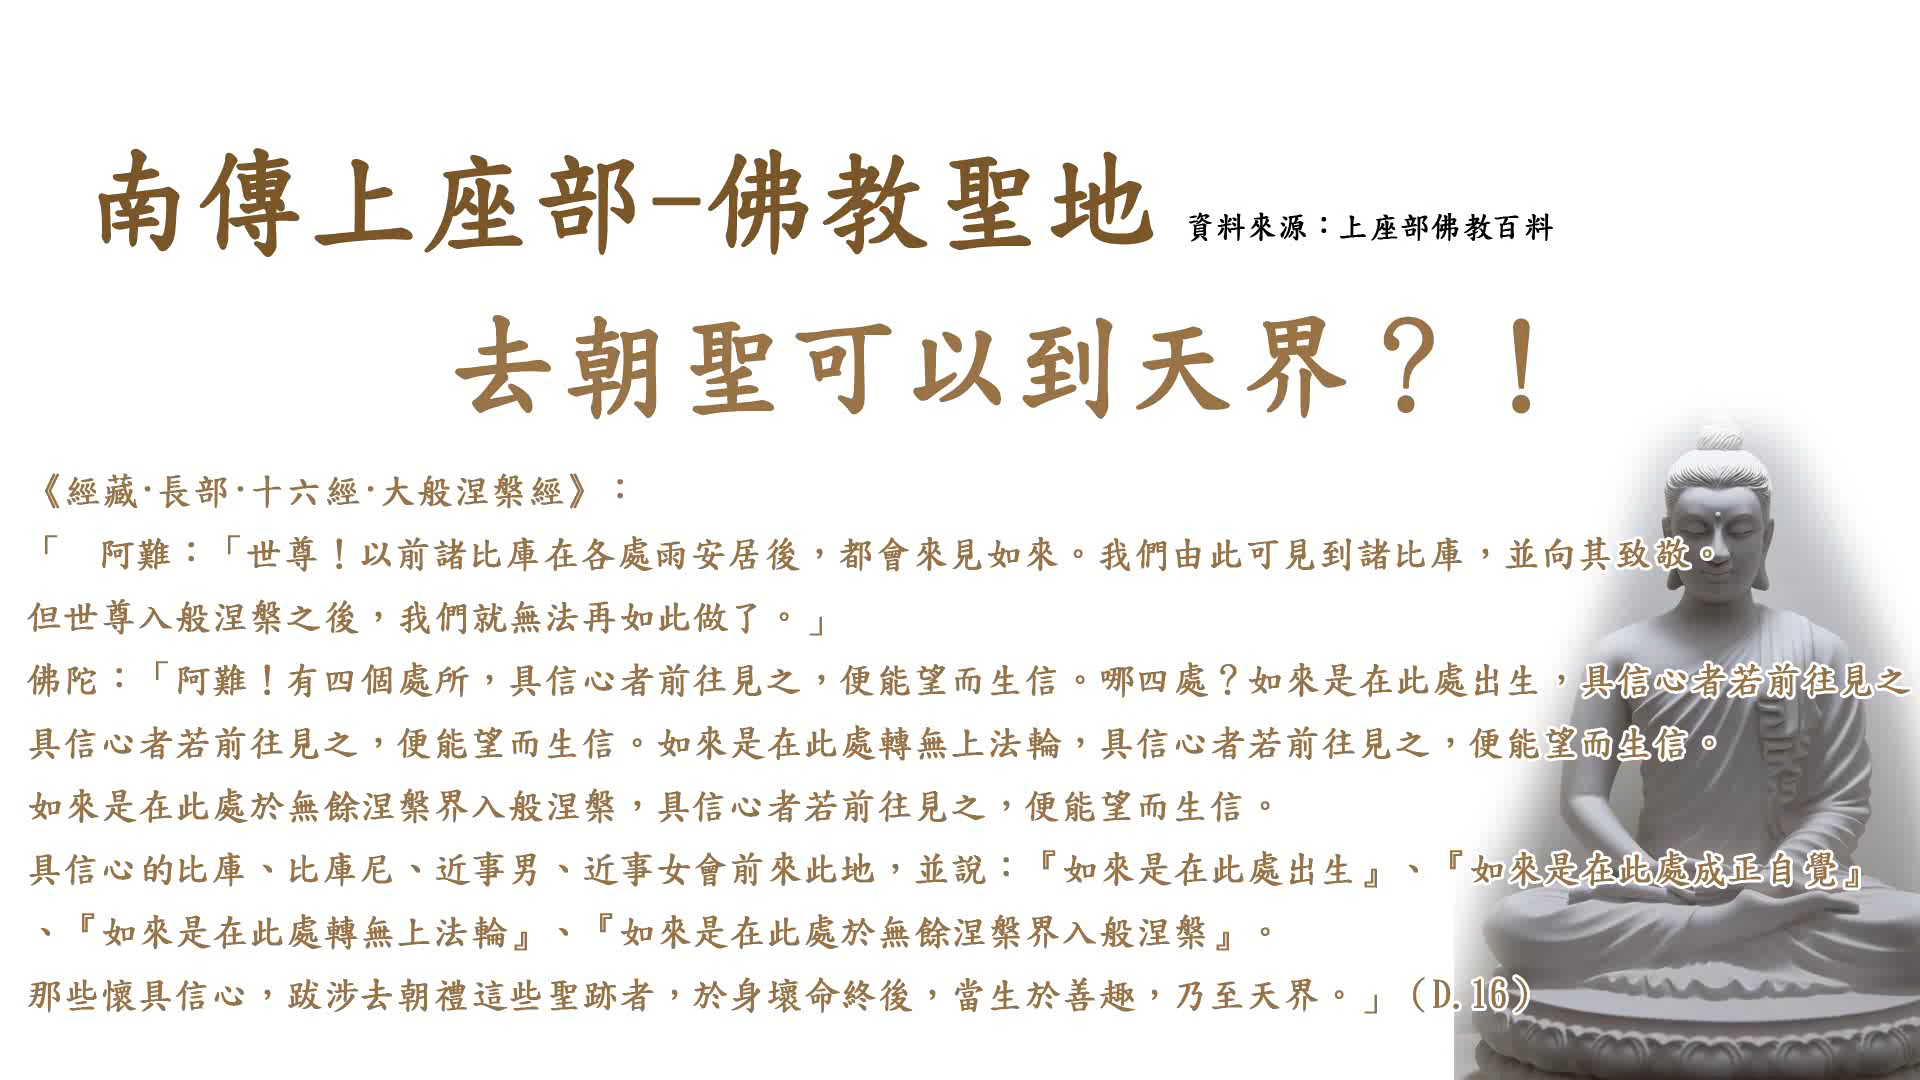 南傳上座部-佛教聖地 資料來源：上座部佛教百科
去朝聖可以到天界？！
《經藏·長部·十六經·大般涅槃經》：
「　阿難：「世尊！以前諸比庫在各處雨安居後，都會來見如來。我們由此可見到諸比庫，並向其致敬。
但世尊入般涅槃之後，我們就無法再如此做了。」
佛陀：「阿難！有四個處所，具信心者前往見之，便能望而生信。哪四處？如來是在此處出生，具信心者若前往見之
具信心者若前往見之，便能望而生信。如來是在此處轉無上法輪，具信心者若前往見之，便能望而生信。
如來是在此處於無餘涅槃界入般涅槃，具信心者若前往見之，便能望而生信。
具信心的比庫、比庫尼、近事男、近事女會前來此地，並說：『如來是在此處出生』、『如來是在此處成正自覺』
、『如來是在此處轉無上法輪』、『如來是在此處於無餘涅槃界入般涅槃』。
那些懷具信心，跋涉去朝禮這些聖跡者，於身壞命終後，當生於善趣，乃至天界。」（D.16）